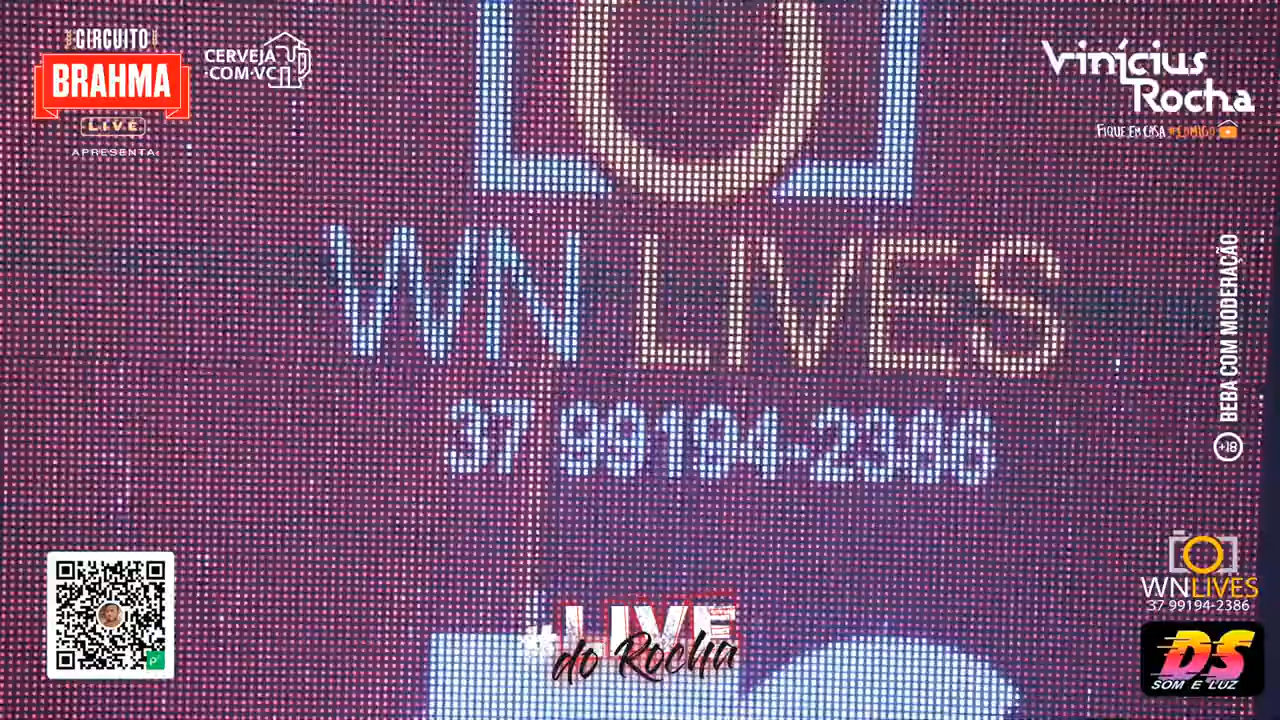 CIRCUITO
BRAHMA
LIVE
APRESENTA:
CERVEJA
·COM·VC
Vinícius
Rocha
FIQUE EM CASA #COMIGO
WN LIVES
37 99194-2386
BEBA COM MODERAÇÃO
+18
#LIVE
do Rocha
WNLIVES
37 99194-2386
DS
SOM E LUZ